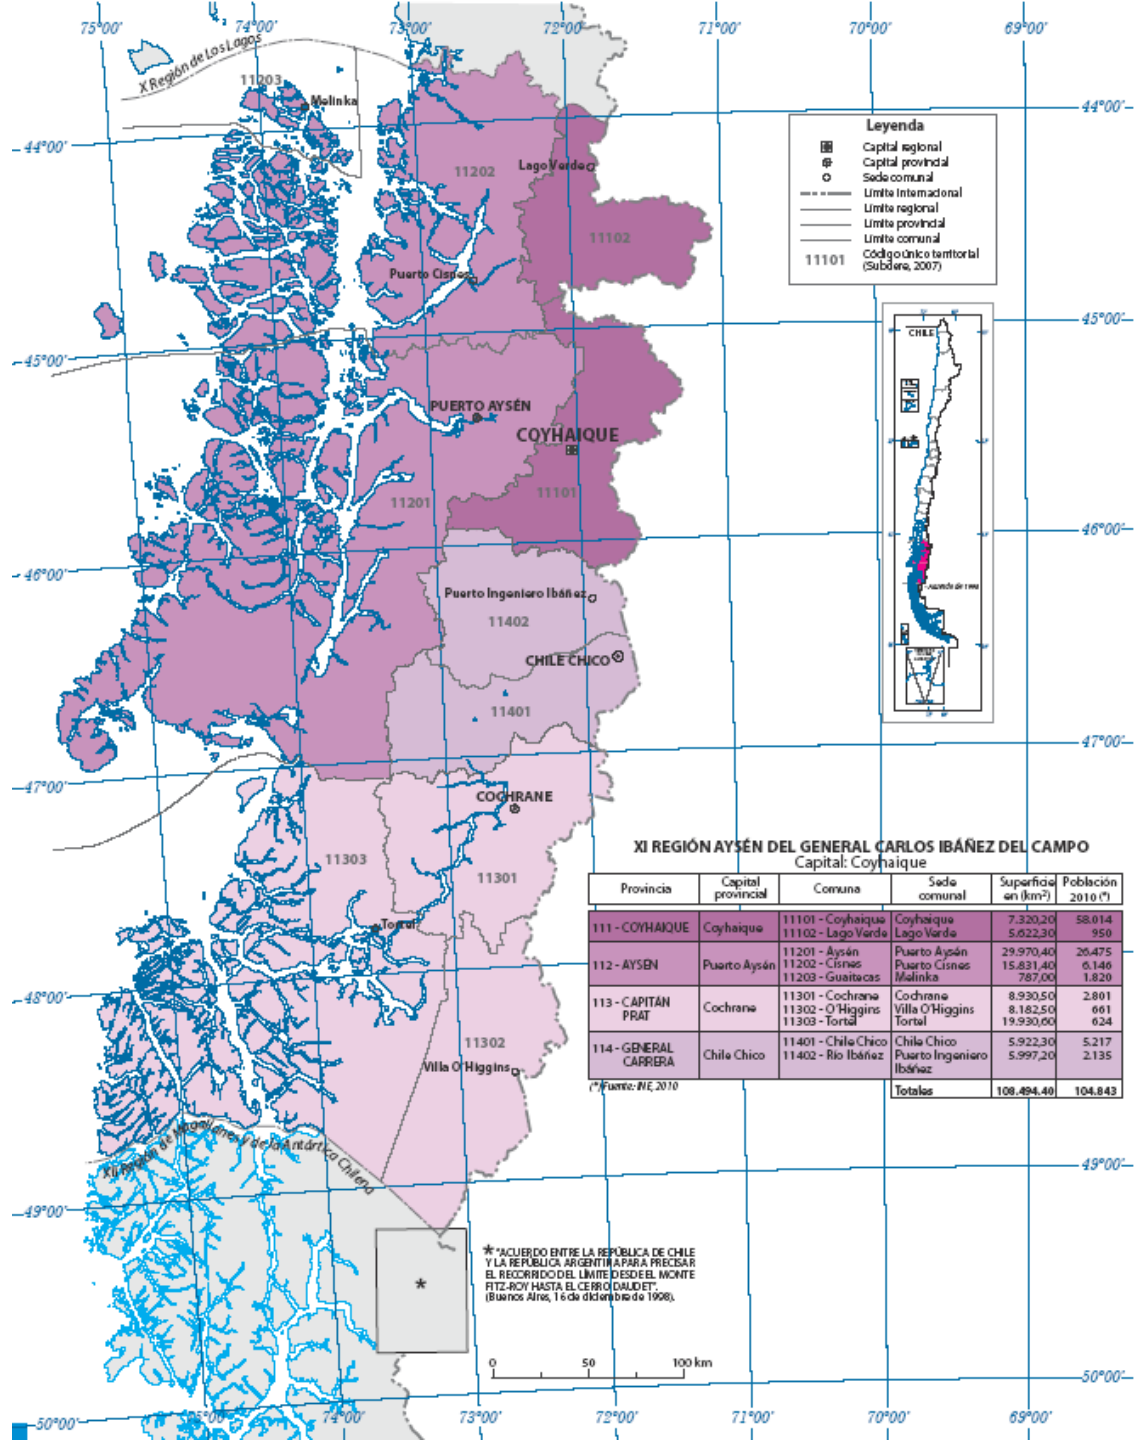 75°00' 74°00' 73°00' 72°00' 71°00' 70°00' 69°00'
X Región de Los Lagos
11203
Melinka
44°00'
44°00'
Leyenda
Capital regional
Capital provincial
Sede comunal
Límite internacional
Límite regional
Límite provincial
Límite comunal
11101 Código único territorial
(Subdere, 2007)
11202
Lago Verde
11102
Puerto Cisnes
45°00'
45°00'
CHILE
PUERTO AYSÉN
COYHAIQUE
11101
11201
46°00'
46°00'
Puerto Ingeniero Ibáñez
11402
CHILE CHICO
11401
47°00'
47°00'
COCHRANE
11303
11301
XI REGIÓN AYSÉN DEL GENERAL CARLOS IBÁÑEZ DEL CAMPO
Capital: Coyhaique
Provincia Capital provincial Comuna Sede comunal Superficie en (km²) Población 2010 (*)
111 - COYHAIQUE Coyhaique 11101 - Coyhaique Coyhaique 7.320,20 58.014
11102 - Lago Verde Lago Verde 5.622,30 950
112 - AYSEN Puerto Aysén 11201 - Aysén Puerto Aysén 29.970,40 26.475
11202 - Cisnes Puerto Cisnes 15.831,40 6.146
11203 - Guaitecas Melinka 787,00 1.820
113 - CAPITÁN PRAT Cochrane 11301 - Cochrane Cochrane 8.930,50 2.801
11302 - O'Higgins Villa O'Higgins 8.182,50 661
11303 - Tortel Tortel 19.930,60 624
114 - GENERAL CARRERA Chile Chico 11401 - Chile Chico Chile Chico 5.922,30 5.217
11402 - Río Ibáñez Puerto Ingeniero Ibáñez 5.997,20 2.135
Totales 108.494,40 104.843
(*) Fuente: INE, 2010
Tortel
48°00'
11302
Villa O'Higgins
XII Región de Magallanes y de la Antártica Chilena
49°00'
49°00'
*
* "ACUERDO ENTRE LA REPÚBLICA DE CHILE
Y LA REPÚBLICA ARGENTINA PARA PRECISAR
EL RECORRIDO DEL LÍMITE DESDE EL MONTE
FITZ-ROY HASTA EL CERRO DAUDET".
(Buenos Aires, 16 de diciembre de 1998).
0 50 100 km
50°00'
50°00'
75°00' 74°00' 73°00' 72°00' 71°00' 70°00' 69°00'